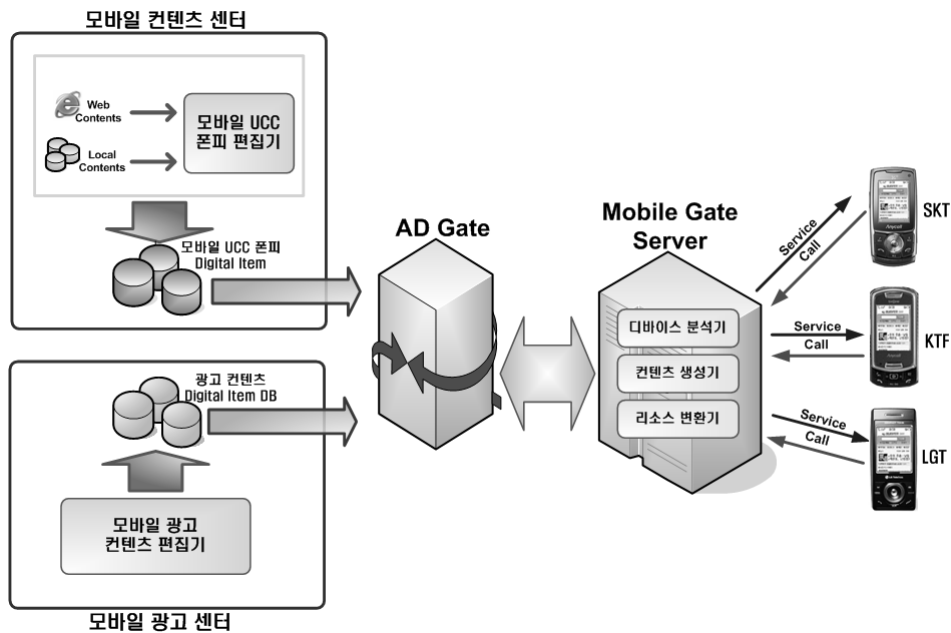 모바일 컨텐츠 센터
Web
Contents
Local
Contents
모바일 UCC
폰피 편집기
모바일 UCC 폰피
Digital Item
광고 컨텐츠
Digital Item DB
모바일 광고
컨텐츠 편집기
모바일 광고 센터
AD Gate
Mobile Gate
Server
디바이스 분석기
컨텐츠 생성기
리소스 변환기
Service
Call
SKT
Service
Call
KTF
Service
Call
LGT